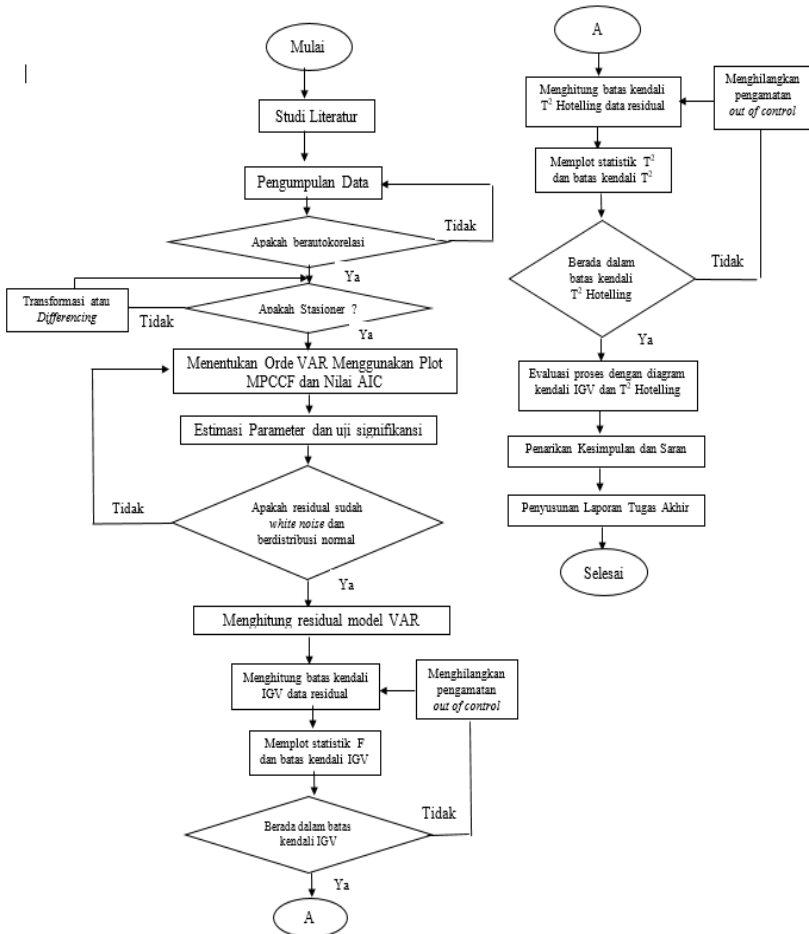 Mulai
Studi Literatur
Pengumpulan Data
Tidak
Apakah berautokorelasi
Ya
Transformasi atau
Differencing
Tidak
Apakah Stasioner ?
Ya
Menentukan Orde VAR Menggunakan Plot
MPCCF dan Nilai AIC
Estimasi Parameter dan uji signifikansi
Tidak
Apakah residual sudah
white noise dan
berdistribusi normal
Ya
Menghitung residual model VAR
Menghitung batas kendali
IGV data residual
Menghilangkan
pengamatan
out of control
Memplot statistik F
dan batas kendali IGV
Tidak
Berada dalam batas
kendali IGV
Ya
A
A
Menghitung batas kendali
T² Hotelling data residual
Menghilangkan
pengamatan
out of control
Memplot statistik T²
dan batas kendali T²
Berada dalam
batas kendali
T² Hotelling
Tidak
Ya
Evaluasi proses dengan diagram
kendali IGV dan T² Hotelling
Penarikan Kesimpulan dan Saran
Penyusunan Laporan Tugas Akhir
Selesai